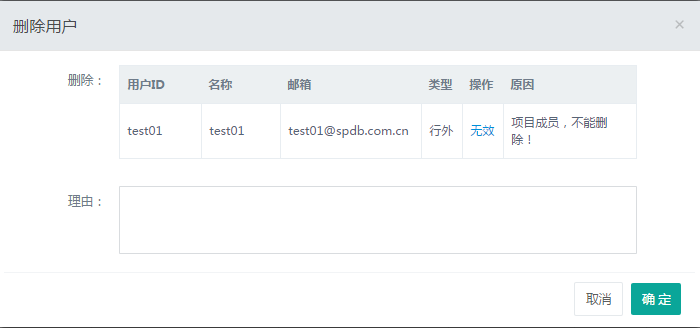 删除用户
×
删除：
用户ID 名称 邮箱 类型 操作 原因
test01 test01 test01@spdb.com.cn 行外 无效 项目成员，不能删
除！
理由：
取消 确定